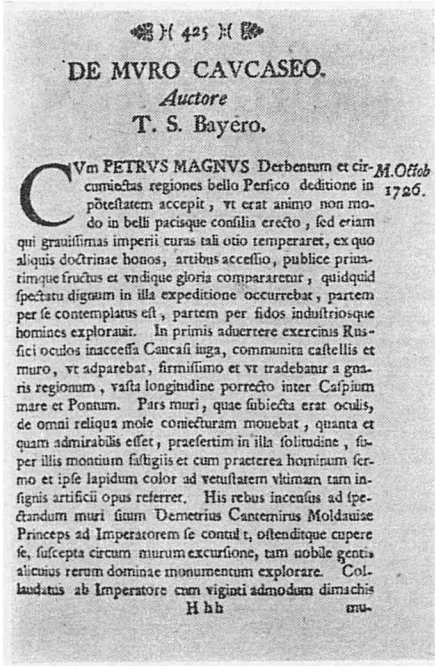 ( 425 )
DE MVRO CAVCASEO.
Auctore
T. S. Bayero.
CVm PETRVS MAGNVS Derbentum et cir-
M. Octob
cumiectas regiones bello Persico deditione in
1726.
potestatem accepit, vt erat animo non mo-
do in belli pacisque consilia erecto, sed etiam
qui grauissimas imperii curas tali otio temperaret, ex quo
aliquis doctrinae honos, artibus accessio, publice priua-
timque fructus et vndique gloria compararetur, quidquid
spectatu dignum in illa expeditione occurrebat, partem
per se contemplatus est, partem per fidos industriosque
homines explorauit. In primis aduertere exercitus Rus-
sici oculos inaccessa Caucasi iuga, communita castellis et
muro, vt adparebat, firmissimo et vt tradebatur a gna-
ris regionum, vasta longitudine porrecto inter Caspium
mare et Pontum. Pars muri, quae subiecta erat oculis,
de omni reliqua mole coniecturam mouebat, quanta et
quam admirabilis esset, praesertim in illa solitudine, su-
per illis montium fastigiis et cum praeterea hominum ser-
mo et ipse lapidum color ad vetustatem vltimam tam in-
signis artificii opus referret. His rebus incensus ad spe-
ctandum muri situm Demetrius Cantemirus Moldauiae
Princeps ad Imperatorem se contulit, ostenditque cupere
se, suscepta circum murum excursione, tam nobile gentis
alicuius rerum dominae monumentum explorare. Col-
laudatus ab Imperatore cum viginti admodum dimachis
H h h
mu-